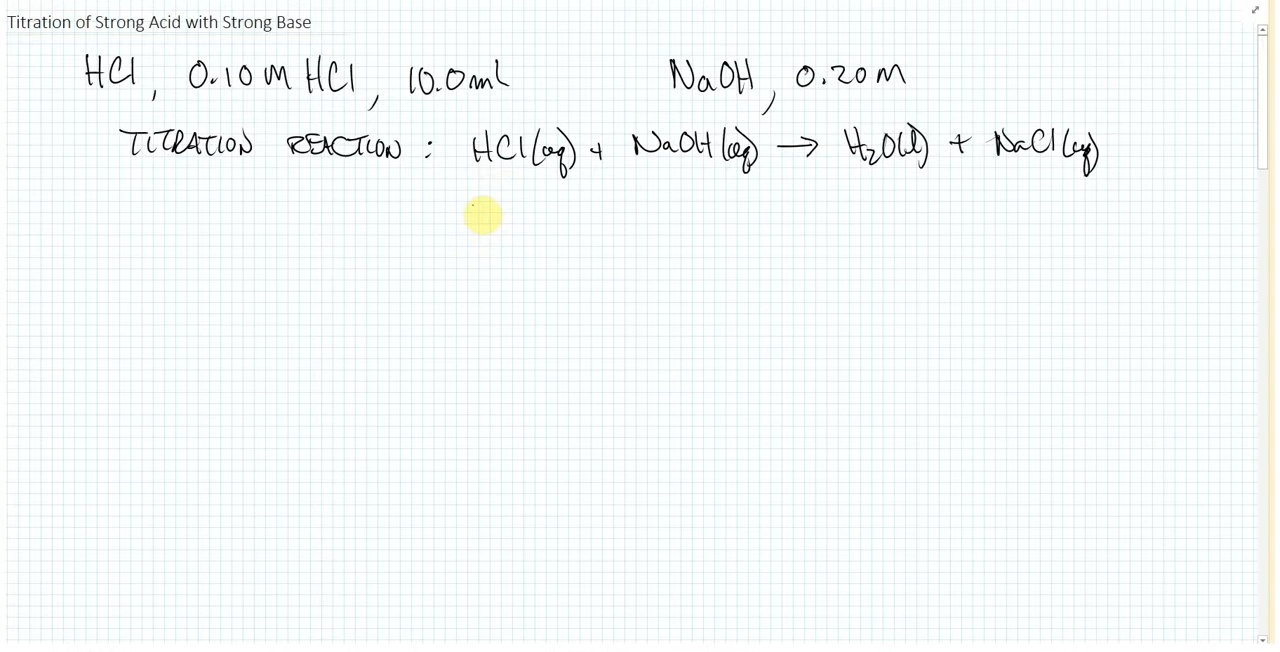 Titration of Strong Acid with Strong Base
HCl, 0.10 M HCl, 10.0 mL NaOH, 0.20 M
TITRATION REACTION : HCl(aq) + NaOH(aq) → H₂O(l) + NaCl(aq)